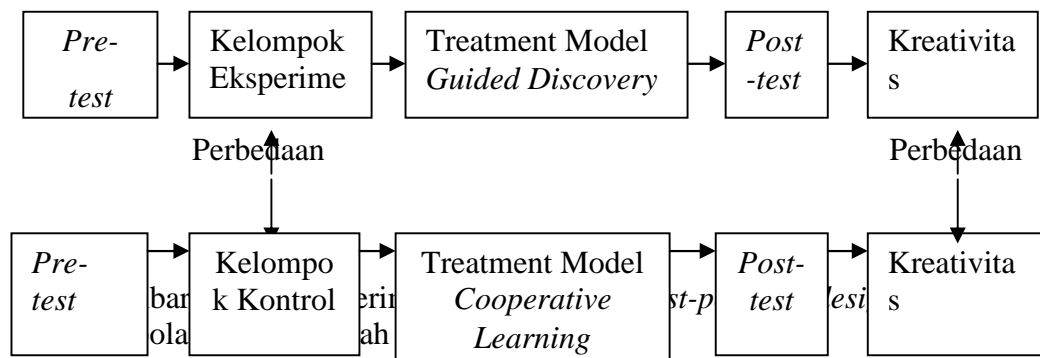 Pre-
test
Kelompok
Eksperime
Treatment Model
Guided Discovery
Post
-test
Kreativita
s
Perbedaan
Perbedaan
Pre-
test
Kelompo
k Kontrol
Treatment Model
Cooperative
Learning
Post-
test
Kreativita
s